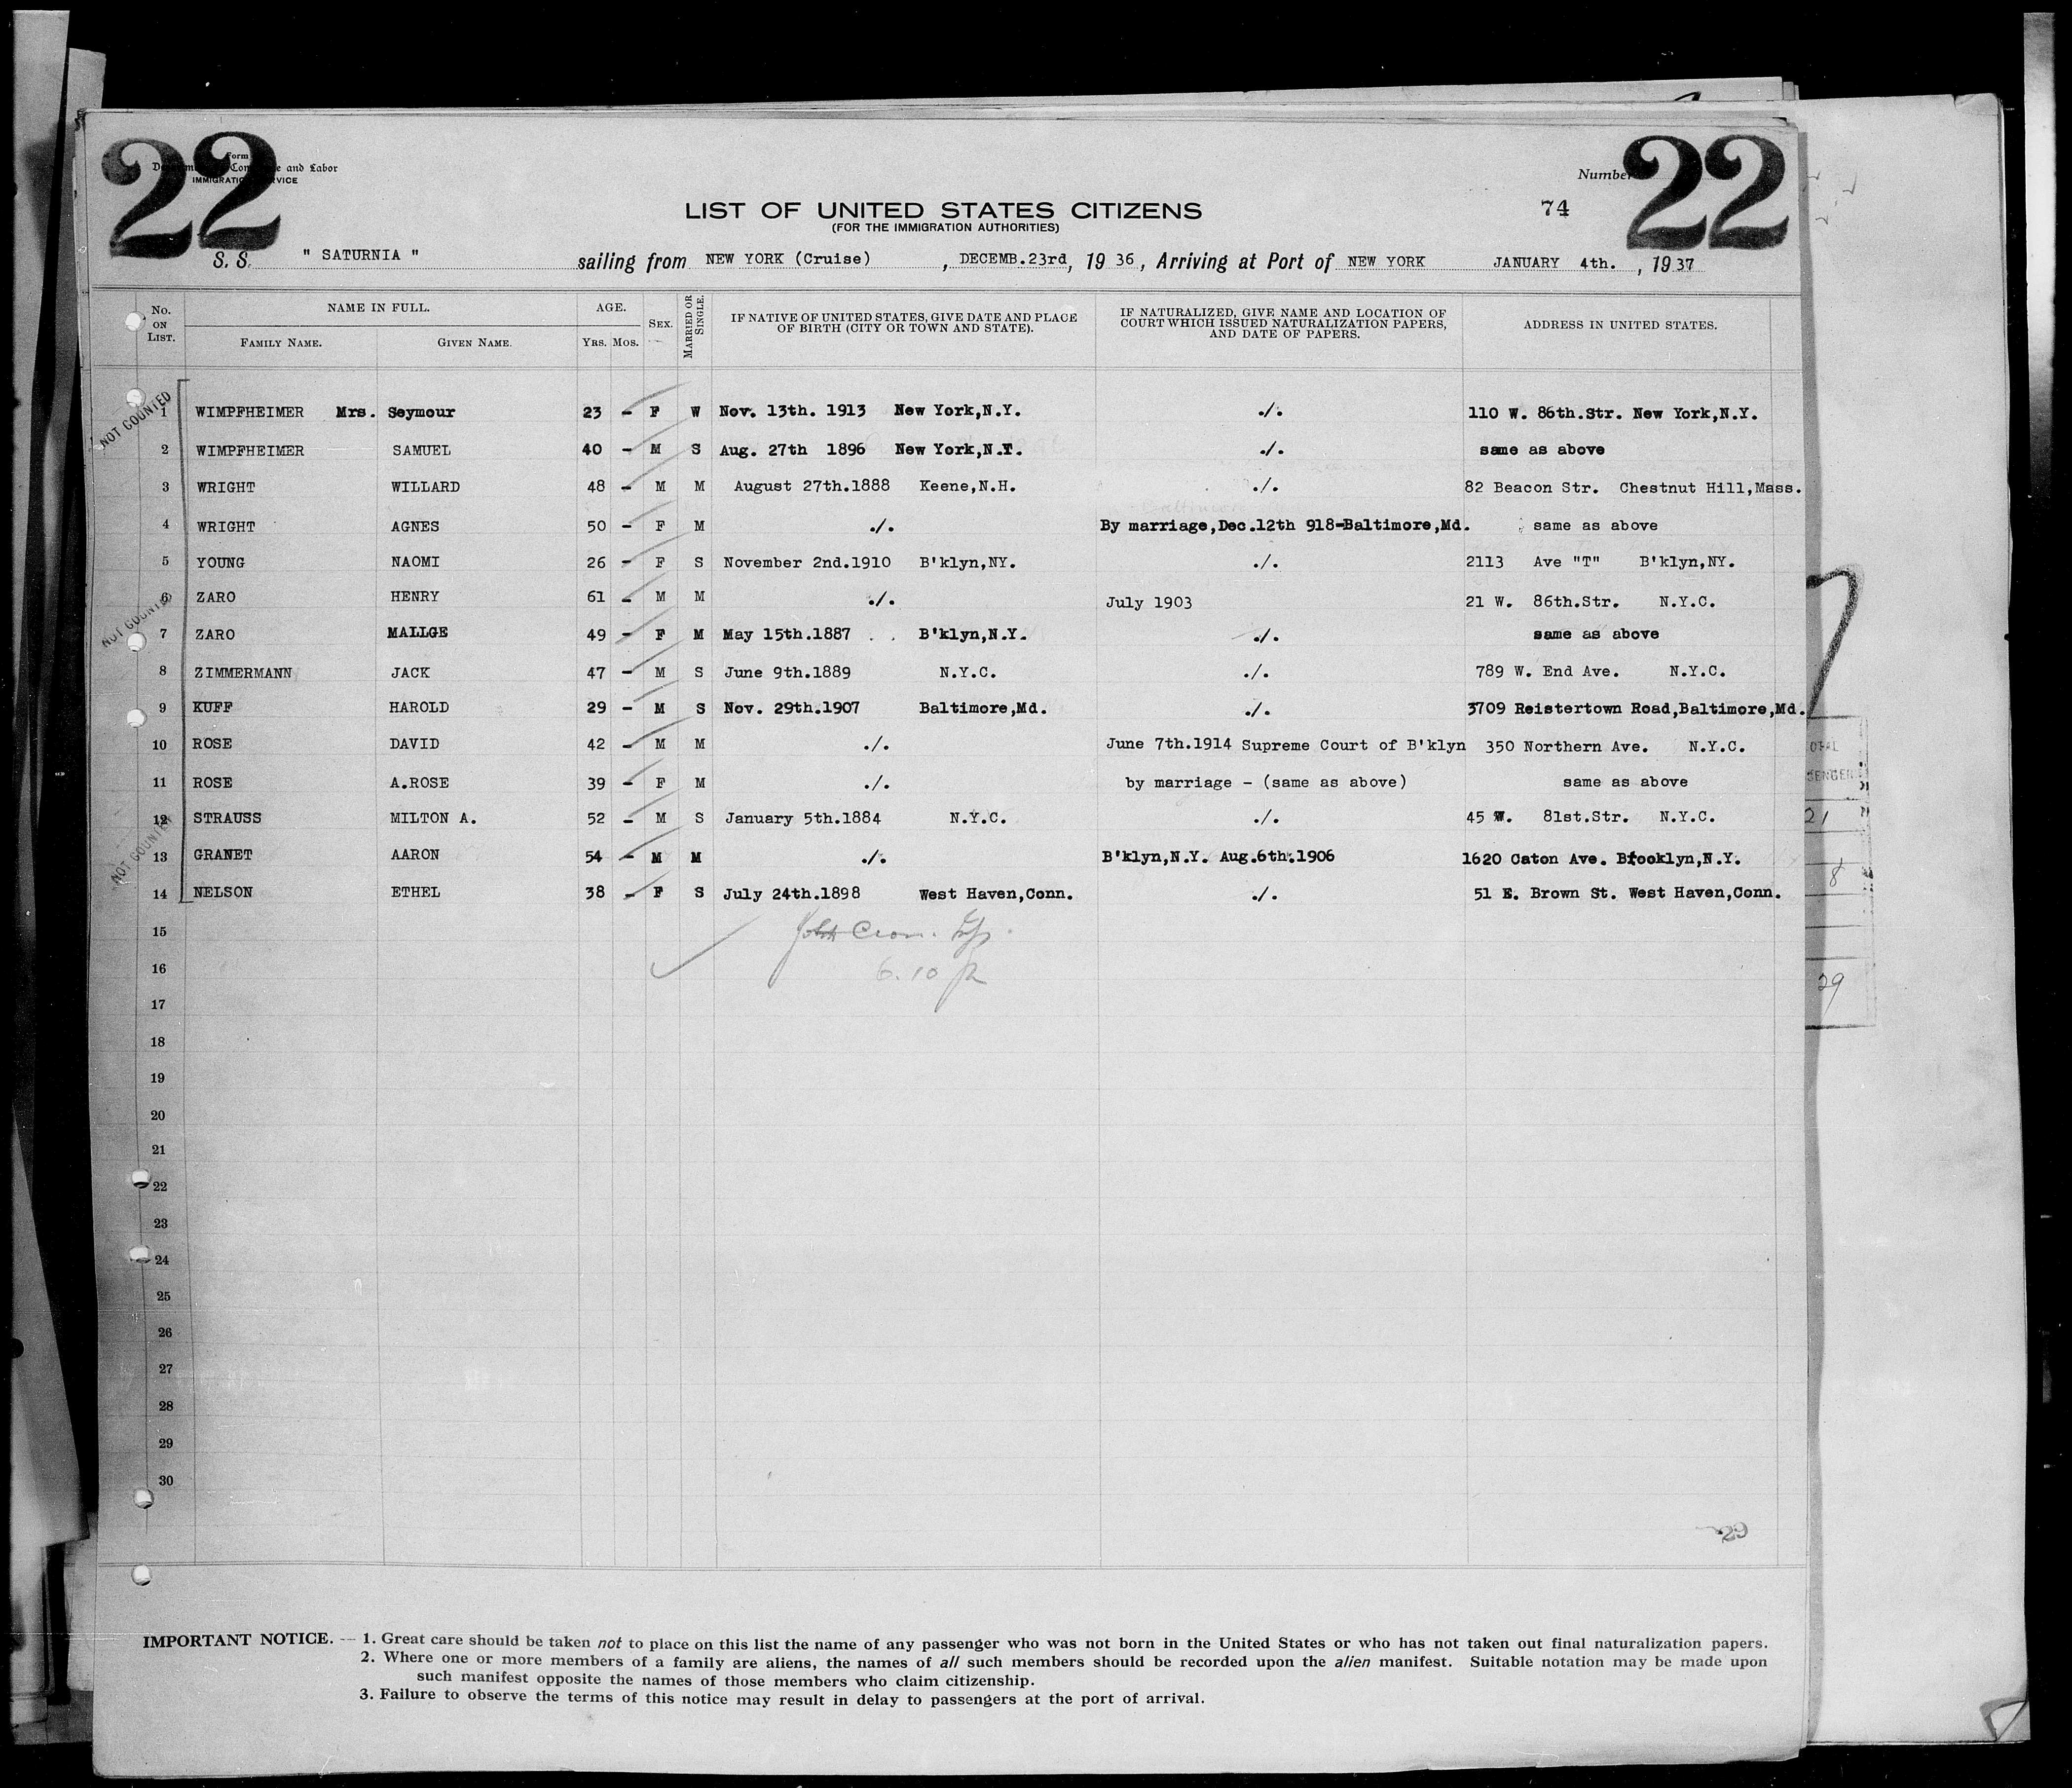 22 22
Form
Department of Commerce and Labor
IMMIGRATION SERVICE
Number
LIST OF UNITED STATES CITIZENS 74
(FOR THE IMMIGRATION AUTHORITIES)
S. S. " SATURNIA " sailing from NEW YORK (Cruise) , DECEMB.23rd, 19 36 , Arriving at Port of NEW YORK JANUARY 4th. , 19 37
No. ON LIST. NAME IN FULL. AGE. SEX. MARRIED OR SINGLE. IF NATIVE OF UNITED STATES, GIVE DATE AND PLACE OF BIRTH (CITY OR TOWN AND STATE). IF NATURALIZED, GIVE NAME AND LOCATION OF COURT WHICH ISSUED NATURALIZATION PAPERS, AND DATE OF PAPERS. ADDRESS IN UNITED STATES.
FAMILY NAME. GIVEN NAME. YRS. MOS.
NOT COUNTED
1 WIMPFHEIMER Mrs. Seymour 23 - F W Nov. 13th. 1913 New York,N.Y. ./. 110 W. 86th.Str. New York,N.Y.
2 WIMPFHEIMER SAMUEL 40 - M S Aug. 27th 1896 New York,N.Y. ./. same as above
3 WRIGHT WILLARD 48 - M M August 27th.1888 Keene,N.H. ./. 82 Beacon Str. Chestnut Hill,Mass.
4 WRIGHT AGNES 50 - F M ./. By marriage,Dec.12th 918-Baltimore,Md. same as above
5 YOUNG NAOMI 26 - F S November 2nd.1910 B'klyn,NY. ./. 2113 Ave "T" B'klyn,NY.
NOT COUNTED
6 ZARO HENRY 61 - M M ./. July 1903 21 W. 86th.Str. N.Y.C.
7 ZARO MALLGE 49 - F M May 15th.1887 B'klyn,N.Y. ./. same as above
8 ZIMMERMANN JACK 47 - M S June 9th.1889 N.Y.C. ./. 789 W. End Ave. N.Y.C.
9 KUFF HAROLD 29 - M S Nov. 29th.1907 Baltimore,Md. ./. 3709 Reistertown Road,Baltimore,Md.
10 ROSE DAVID 42 - M M ./. June 7th.1914 Supreme Court of B'klyn 350 Northern Ave. N.Y.C.
11 ROSE A.ROSE 39 - F M ./. by marriage - (same as above) same as above
12 STRAUSS MILTON A. 52 - M S January 5th.1884 N.Y.C. ./. 45 W. 81st.Str. N.Y.C.
NOT COUNTED
13 GRANET AARON 54 - M M ./. B'klyn,N.Y. Aug.6th.1906 1620 Caton Ave. Brooklyn,N.Y.
14 NELSON ETHEL 38 - F S July 24th.1898 West Haven,Conn. ./. 51 E. Brown St. West Haven,Conn.
15
16 6.10
17
18
19
20
21
22
23
24
25
26
27
28
29
30
29
21
8
29
IMPORTANT NOTICE. — 1. Great care should be taken not to place on this list the name of any passenger who was not born in the United States or who has not taken out final naturalization papers.
2. Where one or more members of a family are aliens, the names of all such members should be recorded upon the alien manifest. Suitable notation may be made upon
such manifest opposite the names of those members who claim citizenship.
3. Failure to observe the terms of this notice may result in delay to passengers at the port of arrival.